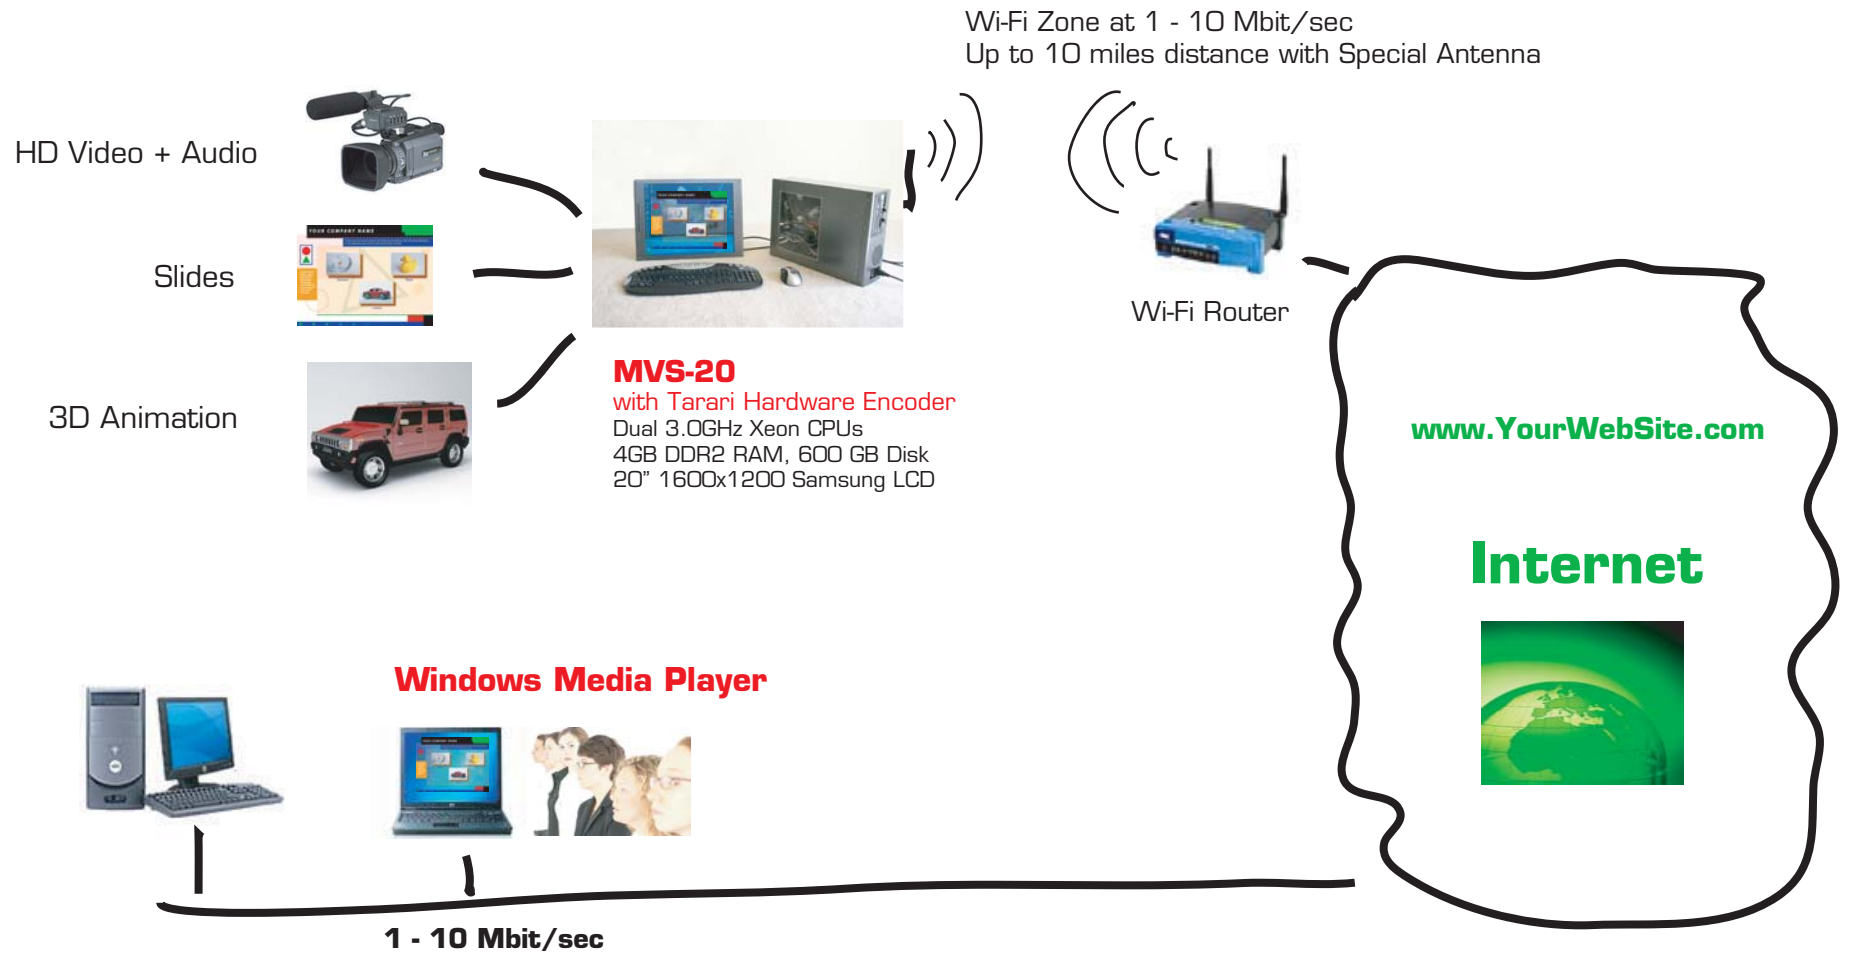 Wi-Fi Zone at 1 - 10 Mbit/sec
Up to 10 miles distance with Special Antenna
HD Video + Audio
YOUR COMPANY NAME
Slides
Wi-Fi Router
3D Animation
MVS-20
with Tarari Hardware Encoder
Dual 3.0GHz Xeon CPUs
4GB DDR2 RAM, 600 GB Disk
20" 1600x1200 Samsung LCD
www.YourWebSite.com
Internet
Windows Media Player
1 - 10 Mbit/sec